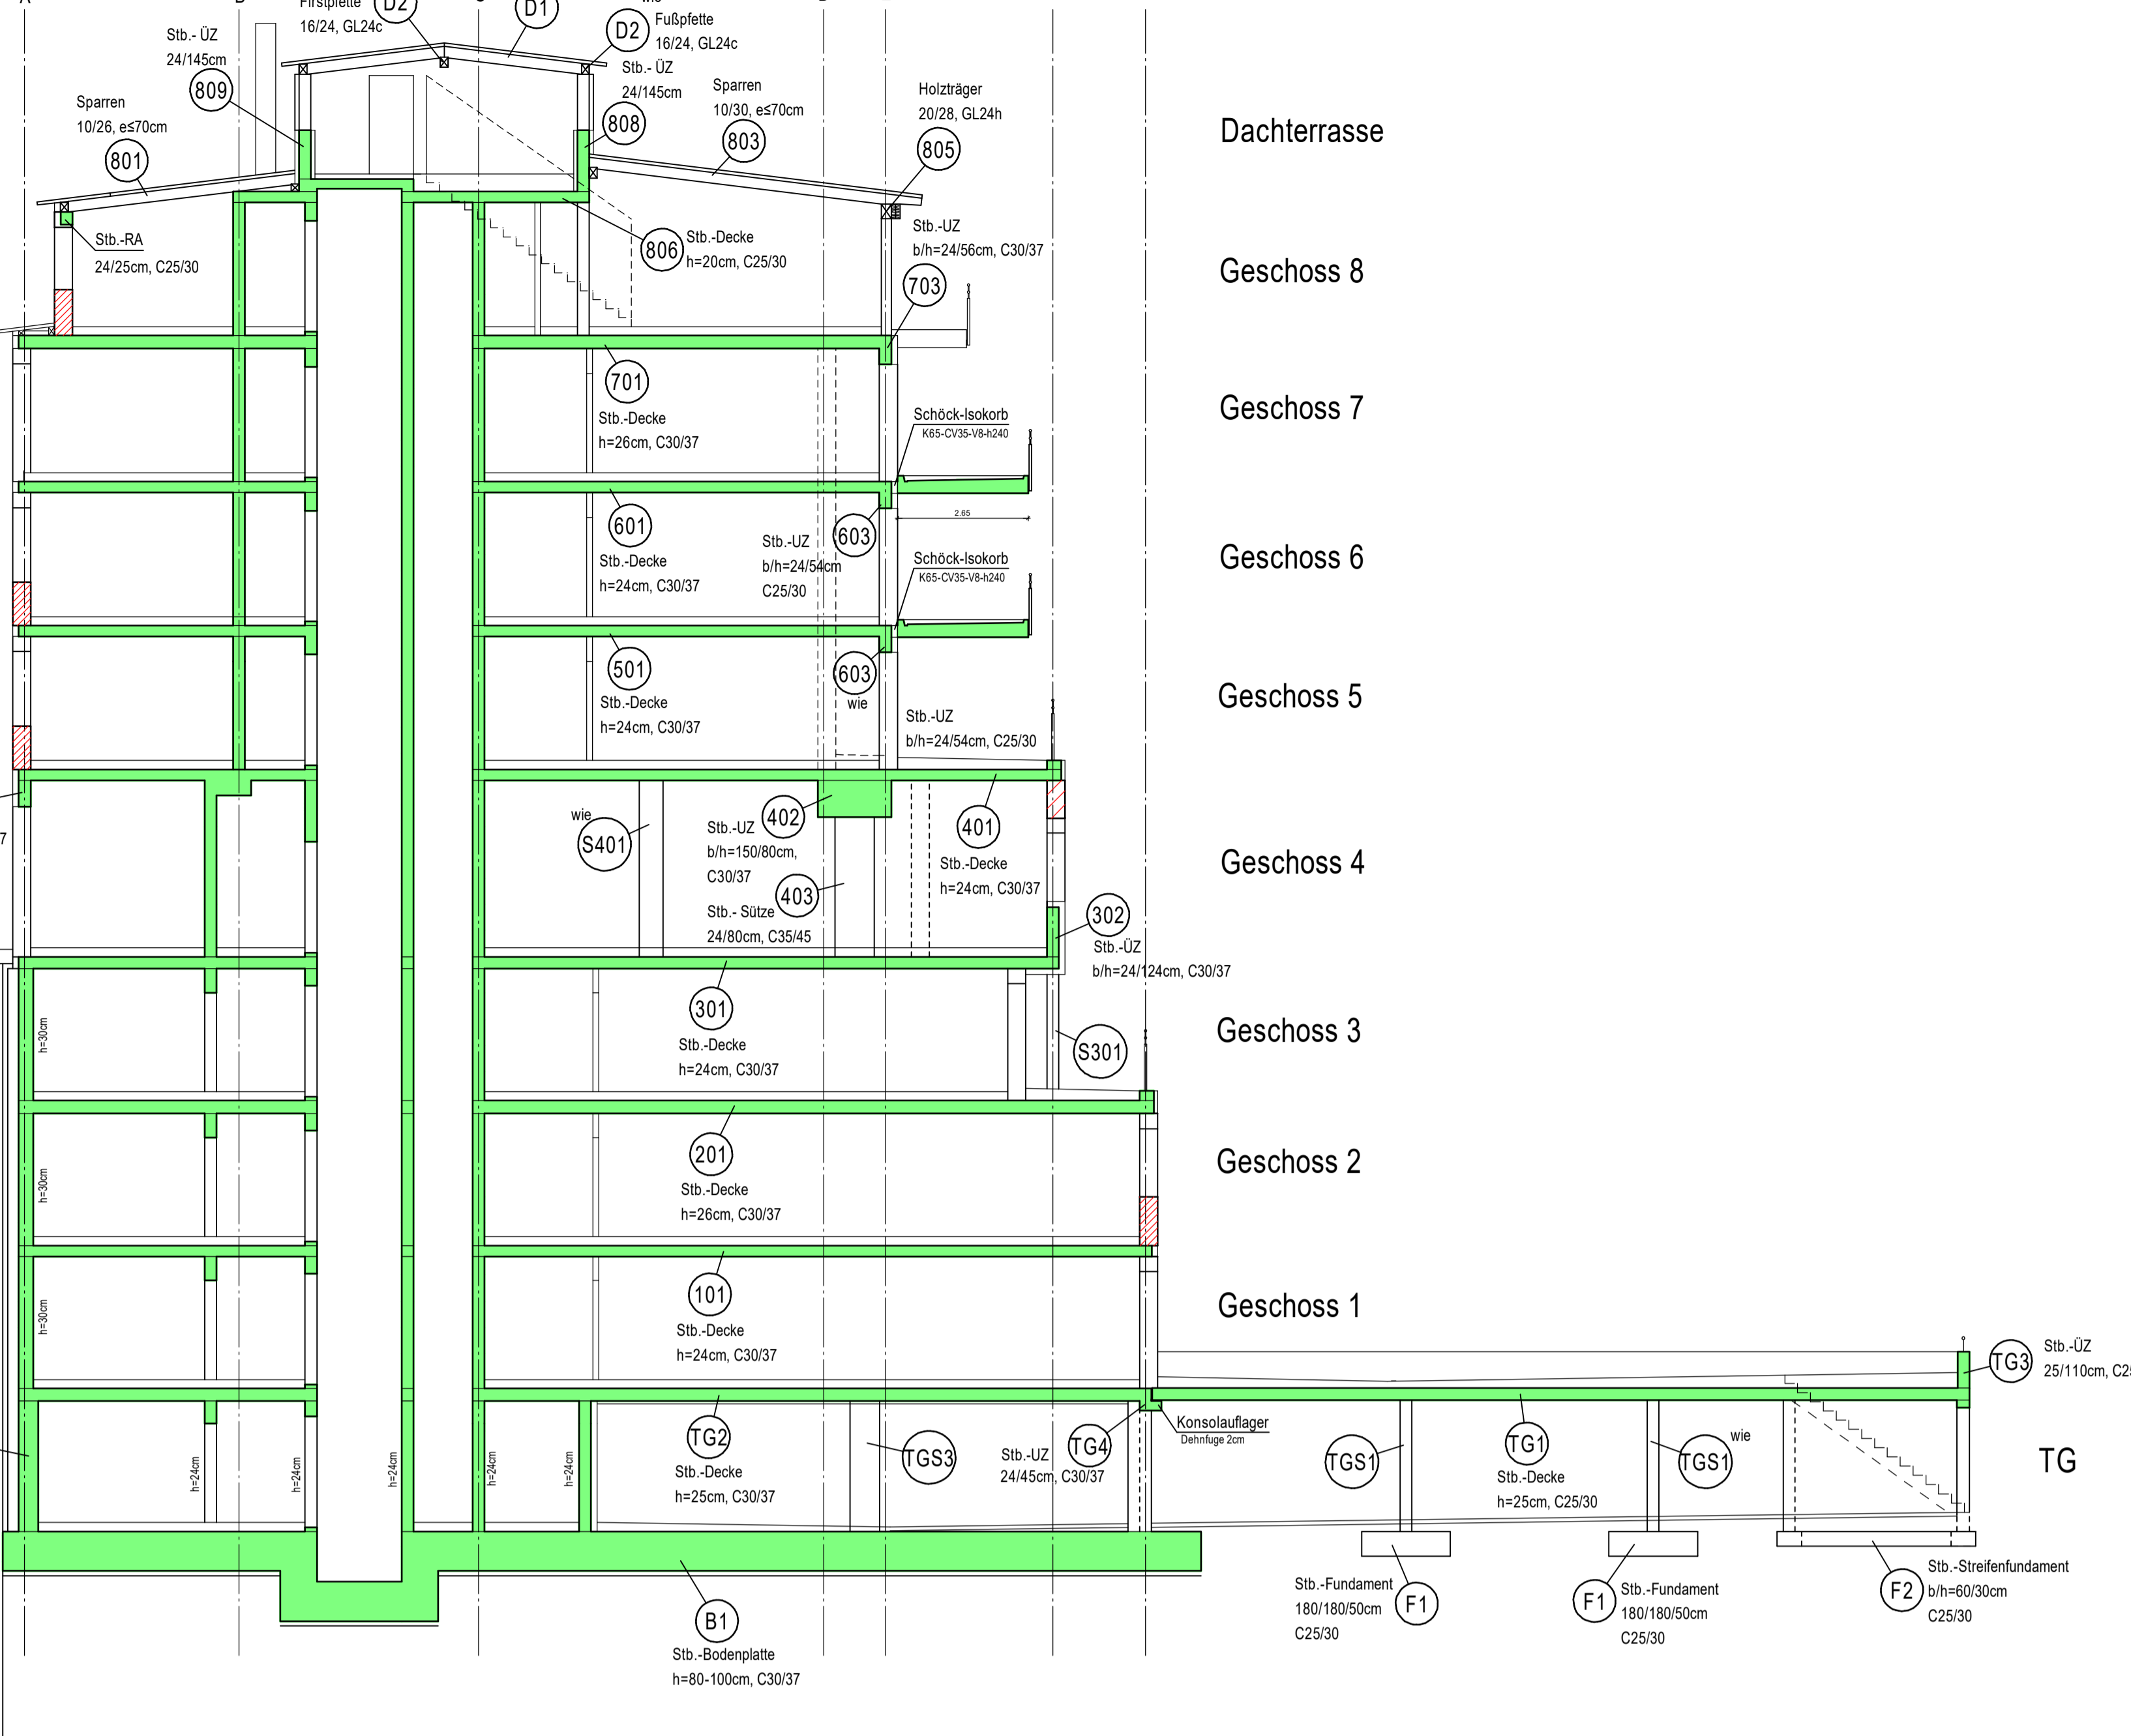 Firstpfette
16/24, GL24c
D2
D1
wie
D2
Fußpfette
16/24, GL24c
Stb.- ÜZ
24/145cm
809
Stb.- ÜZ
24/145cm
808
Sparren
10/26, e≤70cm
801
Sparren
10/30, e≤70cm
803
Holzträger
20/28, GL24h
805
Dachterrasse
Stb.-RA
24/25cm, C25/30
806
Stb.-Decke
h=20cm, C25/30
Stb.-UZ
b/h=24/56cm, C30/37
703
Geschoss 8
701
Stb.-Decke
h=26cm, C30/37
Schöck-Isokorb
K65-CV35-V8-h240
Geschoss 7
601
Stb.-Decke
h=24cm, C30/37
Stb.-UZ
b/h=24/54cm
C25/30
603
2.65
Schöck-Isokorb
K65-CV35-V8-h240
Geschoss 6
501
Stb.-Decke
h=24cm, C30/37
603
wie
Stb.-UZ
b/h=24/54cm, C25/30
Geschoss 5
7
wie
S401
402
Stb.-UZ
b/h=150/80cm,
C30/37
403
Stb.- Sütze
24/80cm, C35/45
401
Stb.-Decke
h=24cm, C30/37
Geschoss 4
302
Stb.-ÜZ
b/h=24/124cm, C30/37
h=30cm
301
Stb.-Decke
h=24cm, C30/37
S301
Geschoss 3
h=30cm
201
Stb.-Decke
h=26cm, C30/37
Geschoss 2
h=30cm
101
Stb.-Decke
h=24cm, C30/37
Geschoss 1
TG3
Stb.-ÜZ
25/110cm, C25
h=24cm
h=24cm
h=24cm
h=24cm
h=24cm
TG2
Stb.-Decke
h=25cm, C30/37
TGS3
Stb.-UZ
24/45cm, C30/37
TG4
Konsolauflager
Dehnfuge 2cm
TGS1
TG1
Stb.-Decke
h=25cm, C25/30
TGS1
wie
TG
B1
Stb.-Bodenplatte
h=80-100cm, C30/37
Stb.-Fundament
180/180/50cm
C25/30
F1
F1
Stb.-Fundament
180/180/50cm
C25/30
F2
Stb.-Streifenfundament
b/h=60/30cm
C25/30